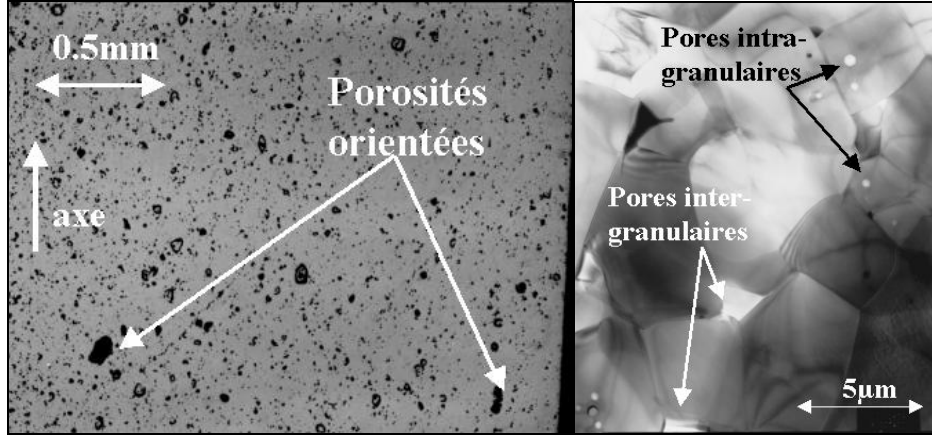 0.5mm
Porosités
orientées
axe
Pores intra-
granulaires
Pores inter-
granulaires
5µm